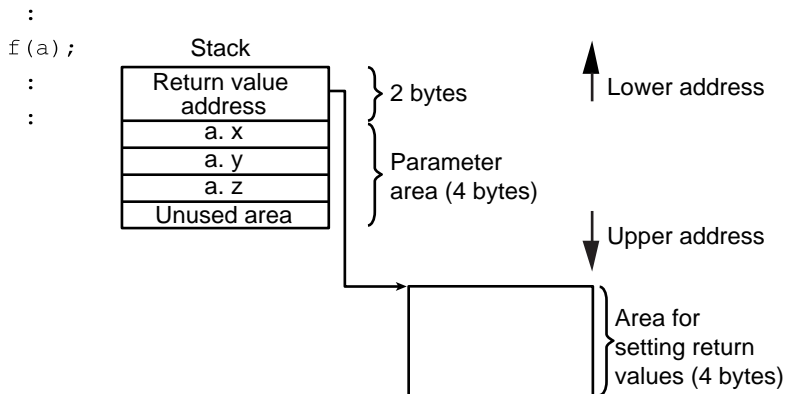 :
f(a);
:
:
Stack
Return value
address
a. x
a. y
a. z
Unused area
2 bytes
Parameter
area (4 bytes)
Lower address
Upper address
Area for
setting return
values (4 bytes)